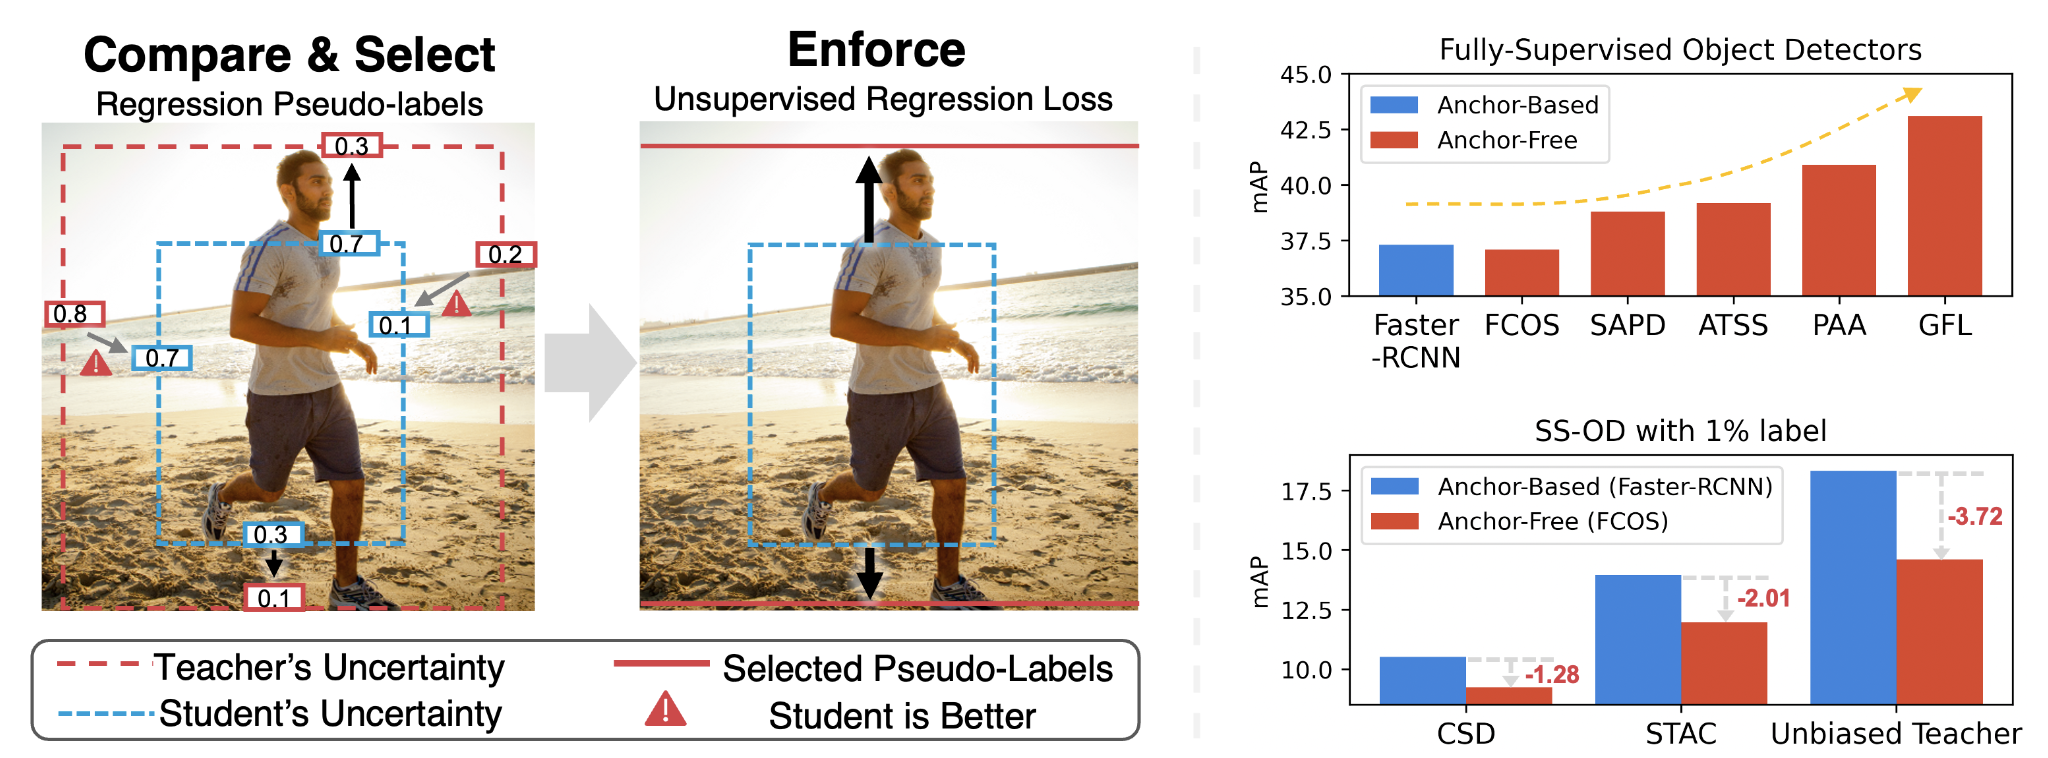 Compare & Select
Regression Pseudo-labels
0.3
0.7
0.2
0.8
0.1
0.7
0.3
0.1
Enforce
Unsupervised Regression Loss
Teacher's Uncertainty
Student's Uncertainty
Selected Pseudo-Labels
Student is Better
Fully-Supervised Object Detectors
45.0
42.5
40.0
37.5
35.0
mAP
Anchor-Based
Anchor-Free
Faster
-RCNN
FCOS
SAPD
ATSS
PAA
GFL
SS-OD with 1% label
17.5
15.0
12.5
10.0
mAP
Anchor-Based (Faster-RCNN)
Anchor-Free (FCOS)
-1.28
-2.01
-3.72
CSD
STAC
Unbiased Teacher